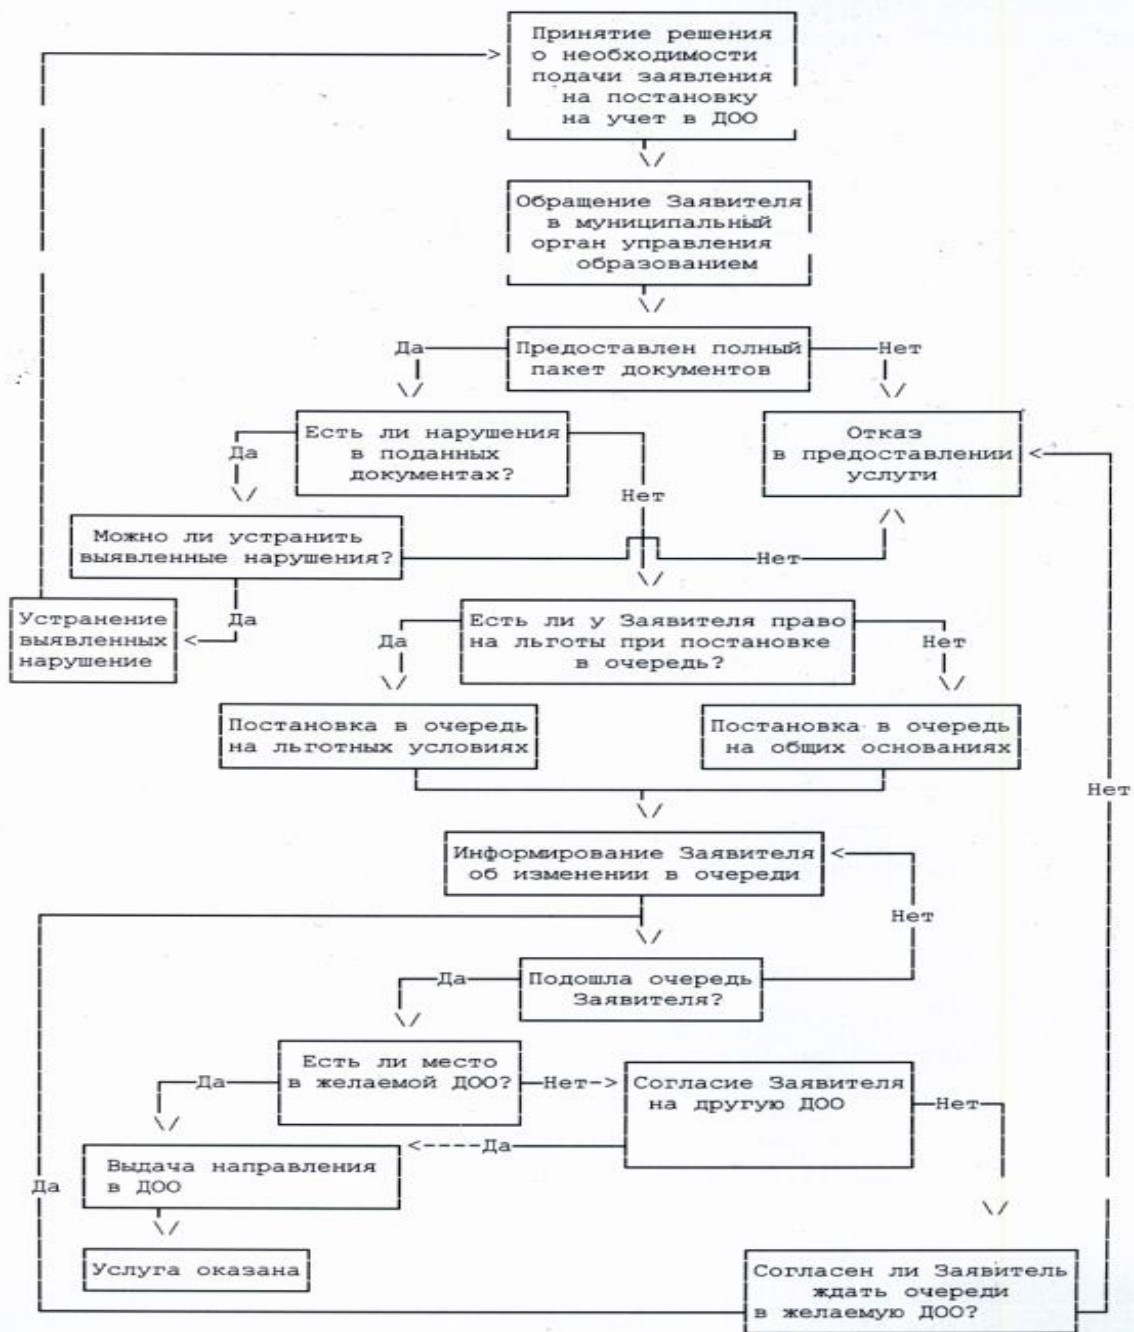 Принятие решения
о необходимости
подачи заявления
на постановку
на учет в ДОО
Обращение Заявителя
в муниципальный
орган управления
образованием
Да
Предоставлен полный
пакет документов
Нет
Есть ли нарушения
в поданных
документах?
Да
Нет
Отказ
в предоставлении
услуги
Можно ли устранить
выявленные нарушения?
Нет
Да
Устранение
выявленных
нарушение
Есть ли у Заявителя право
на льготы при постановке
в очередь?
Да
Нет
Постановка в очередь
на льготных условиях
Постановка в очередь
на общих основаниях
Нет
Информирование Заявителя
об изменении в очереди
Нет
Да
Подошла очередь
Заявителя?
Есть ли место
в желаемой ДОО?
Да
Нет
Согласие Заявителя
на другую ДОО
Нет
Да
Выдача направления
в ДОО
Да
Услуга оказана
Согласен ли Заявитель
ждать очереди
в желаемую ДОО?